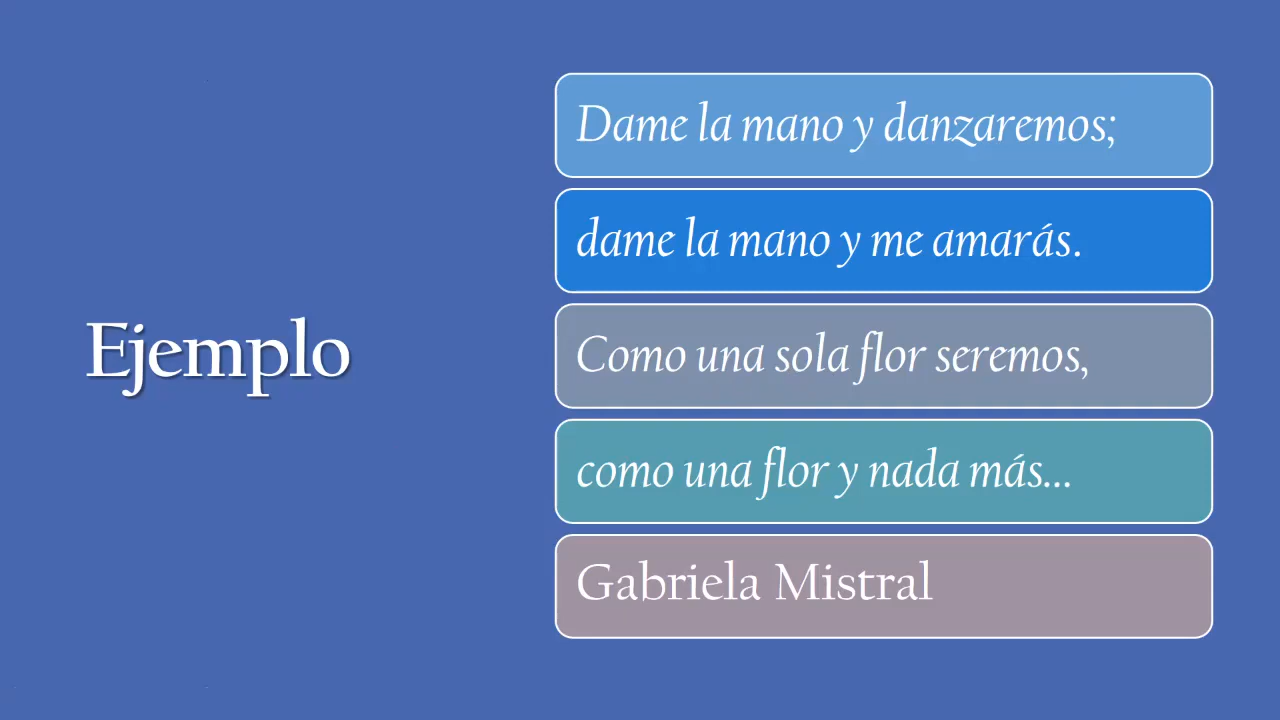 Ejemplo
Dame la mano y danzaremos;
dame la mano y me amarás.
Como una sola flor seremos,
como una flor y nada más...
Gabriela Mistral